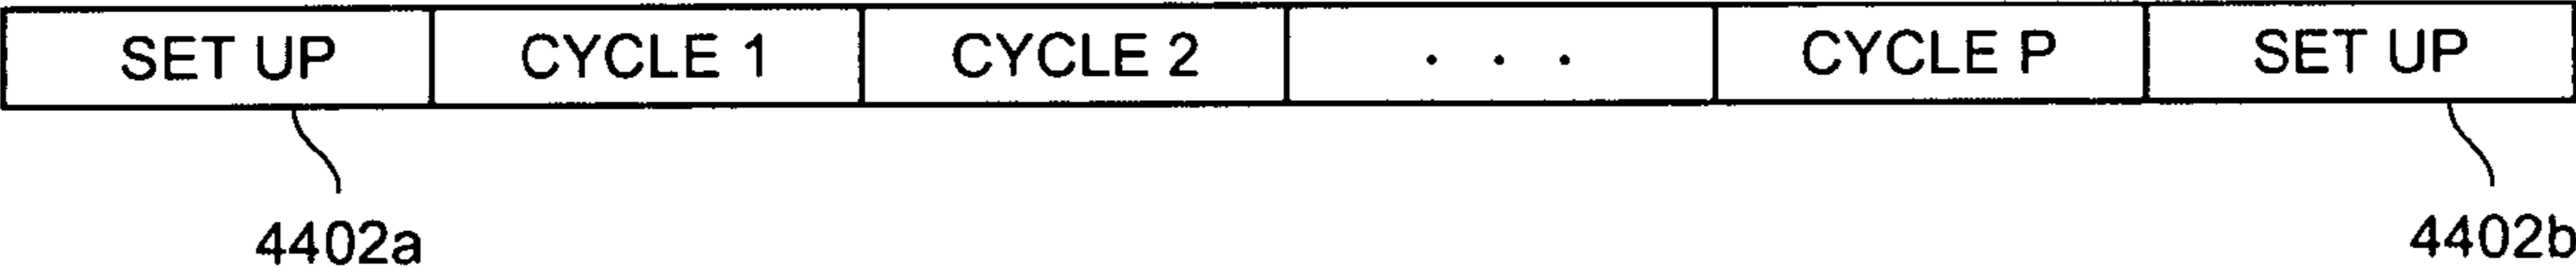 SET UP CYCLE 1 CYCLE 2 . . . CYCLE P SET UP
4402a 4402b